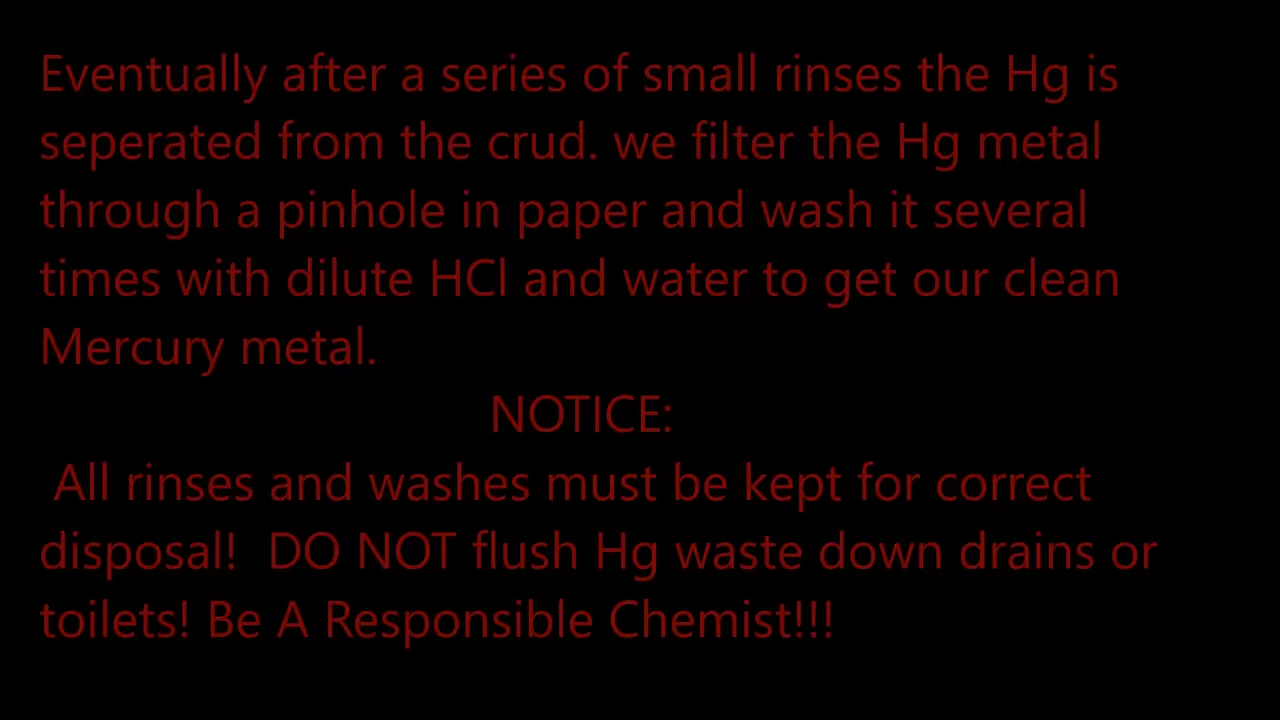 Eventually after a series of small rinses the Hg is
seperated from the crud. we filter the Hg metal
through a pinhole in paper and wash it several
times with dilute HCl and water to get our clean
Mercury metal.
NOTICE:
All rinses and washes must be kept for correct
disposal!  DO NOT flush Hg waste down drains or
toilets! Be A Responsible Chemist!!!